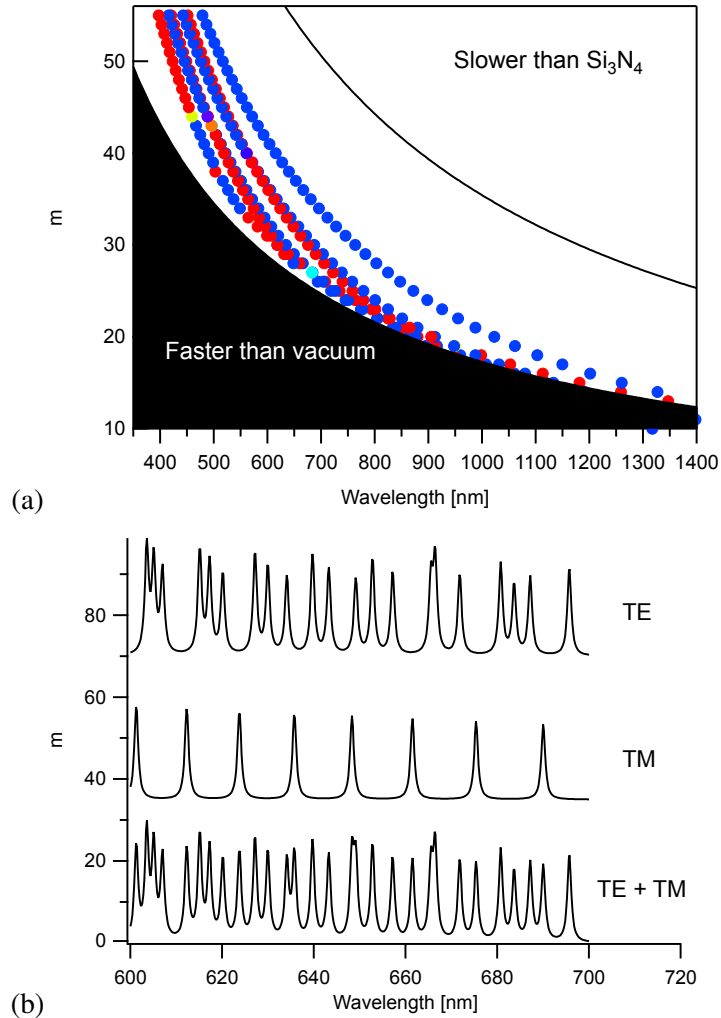 50
40
30
20
10
m
Slower than Si₃N₄
Faster than vacuum
400 500 600 700 800 900 1000 1100 1200 1300 1400
Wavelength [nm]
(a)
80
60
40
20
0
m
TE
TM
TE + TM
600 620 640 660 680 700 720
Wavelength [nm]
(b)